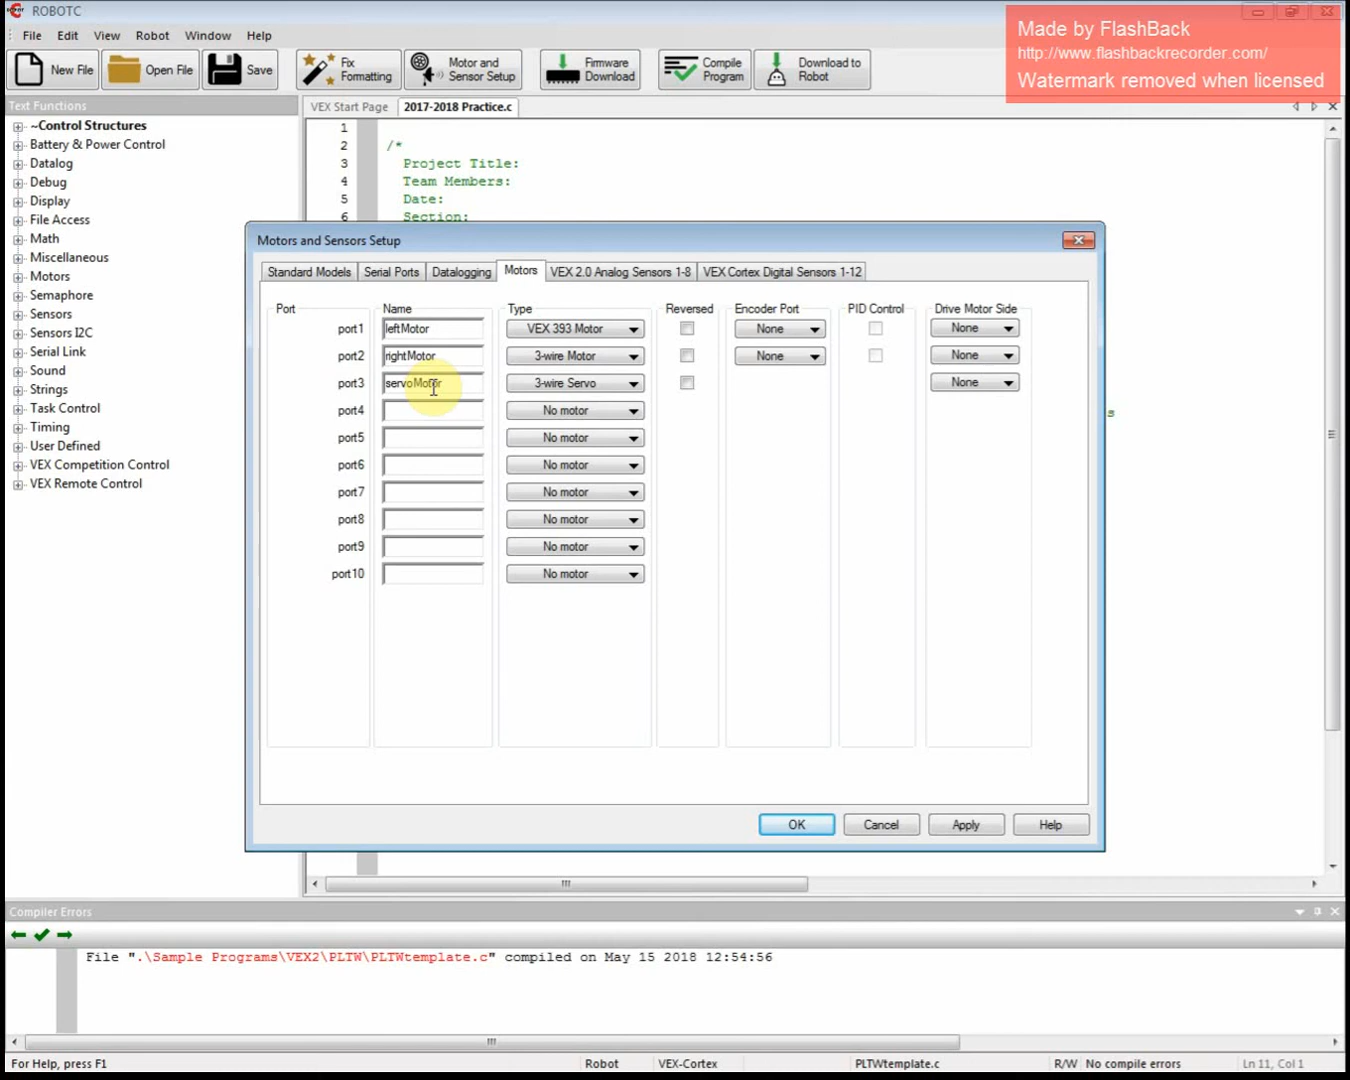 ROBOTC
Made by FlashBack
http://www.flashbackrecorder.com/
Watermark removed when licensed
File Edit View Robot Window Help
New File
Open File
Save
Fix
Formatting
Motor and
Sensor Setup
Firmware
Download
Compile
Program
Download to
Robot
Text Functions
VEX Start Page
2017-2018 Practice.c
~Control Structures
Battery & Power Control
Datalog
Debug
Display
File Access
Math
Miscellaneous
Motors
Semaphore
Sensors
Sensors I2C
Serial Link
Sound
Strings
Task Control
Timing
User Defined
VEX Competition Control
VEX Remote Control
1
2 /*
3 Project Title:
4 Team Members:
5 Date:
6 Section:
s
Motors and Sensors Setup
Standard Models Serial Ports Datalogging Motors VEX 2.0 Analog Sensors 1-8 VEX Cortex Digital Sensors 1-12
Port Name Type Reversed Encoder Port PID Control Drive Motor Side
port1 leftMotor VEX 393 Motor None None
port2 rightMotor 3-wire Motor None None
port3 servoMotor 3-wire Servo None
port4 No motor
port5 No motor
port6 No motor
port7 No motor
port8 No motor
port9 No motor
port10 No motor
OK Cancel Apply Help
Compiler Errors
File ".\Sample Programs\VEX2\PLTW\PLTWtemplate.c" compiled on May 15 2018 12:54:56
For Help, press F1 Robot VEX-Cortex PLTWtemplate.c R/W No compile errors Ln 11, Col 1